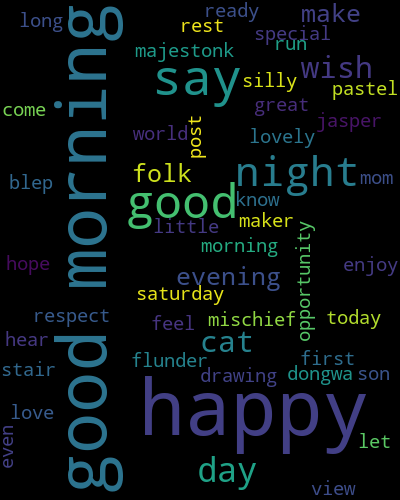 long
ready
make
rest
special
majestonk
run
say
wish
silly
pastel
come
great
jasper
good morning
post
world
lovely
folk
night
mom
blep
good
know
maker
little
morning
opportunity
hope
evening
enjoy
saturday
respect
feel
mischief
today
hear
cat
stair
flunder
first
drawing
dongwa
son
love
happy
even
let
day
view